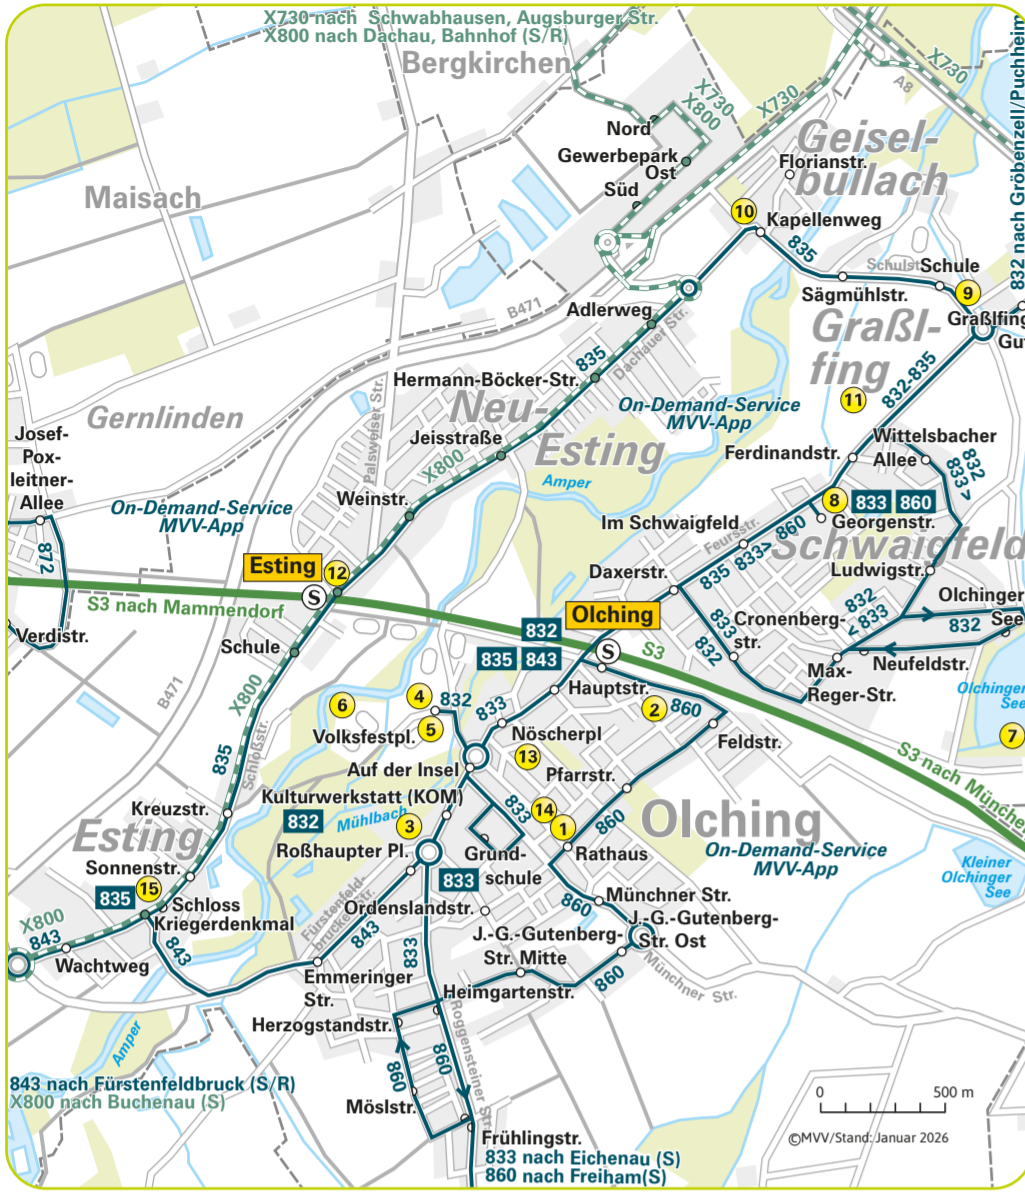 X730 nach Schwabhausen, Augsburger Str.
X800 nach Dachau, Bahnhof (S/R)
Bergkirchen
X730
X800
X730
X730
A8
832 nach Gröbenzell/Puchheim
Nord
Gewerbepark
Ost
Süd
Geisel-
bullach
Florianstr.
Maisach
10
Kapellenweg
835
Schulst
Schule
9
Sägmühlstr.
Graßlfing
Gut
B471
Adlerweg
Dachauer Str.
835
Graßl-
fing
832-835
Hermann-Böcker-Str.
Neu-
Esting
On-Demand-Service
MVV-App
11
Gernlinden
Palsweiser Str.
Jeisstraße
X800
Josef-
Pox-
leitner-
Allee
Wittelsbacher
Allee
832
833 >
Ferdinandstr.
Amper
Weinstr.
On-Demand-Service
MVV-App
8
833
860
Georgenstr.
Im Schwaigfeld
Feursstr.
860
835
833>
Schwaigfeld
872
Esting
12
S
S3 nach Mammendorf
Daxerstr.
Ludwigstr.
Olchinger
See
832
Olching
832
835
843
S
S3
833
832
Cronenberg-
str.
832
< 833
Verdistr.
Schule
Max-
Reger-Str.
Neufeldstr.
Hauptstr.
B471
X800
Schloßstr.
6
4
832
5
Volksfestpl.
833
2
860
Feldstr.
Olchinger
See
7
Nöscherpl
13
S3 nach Münche
835
Auf der Insel
Pfarrstr.
Kulturwerkstatt (KOM)
832
Mühlbach
3
833
14
1
860
Olching
Kreuzstr.
Esting
Roßhaupter Pl.
Grund-
schule
Rathaus
On-Demand-Service
MVV-App
Kleiner
Olchinger
See
Sonnenstr.
835
15
Schloss
Kriegerdenkmal
Fürstenfeld-
brucker Str.
833
Ordenslandstr.
860
Münchner Str.
J.-G.-Gutenberg-
Str. Ost
J.-G.-Gutenberg-
Str. Mitte
X800
843
Wachtweg
843
843
833
Emmeringer
Str.
Heimgartenstr.
860
Münchner Str.
Herzogstandstr.
Roggensteiner Str.
Amper
860
860
843 nach Fürstenfeldbruck (S/R)
X800 nach Buchenau (S)
Möslstr.
0
500 m
Frühlingstr.
833 nach Eichenau (S)
860 nach Freiham(S)
©MVV/Stand: Januar 2026